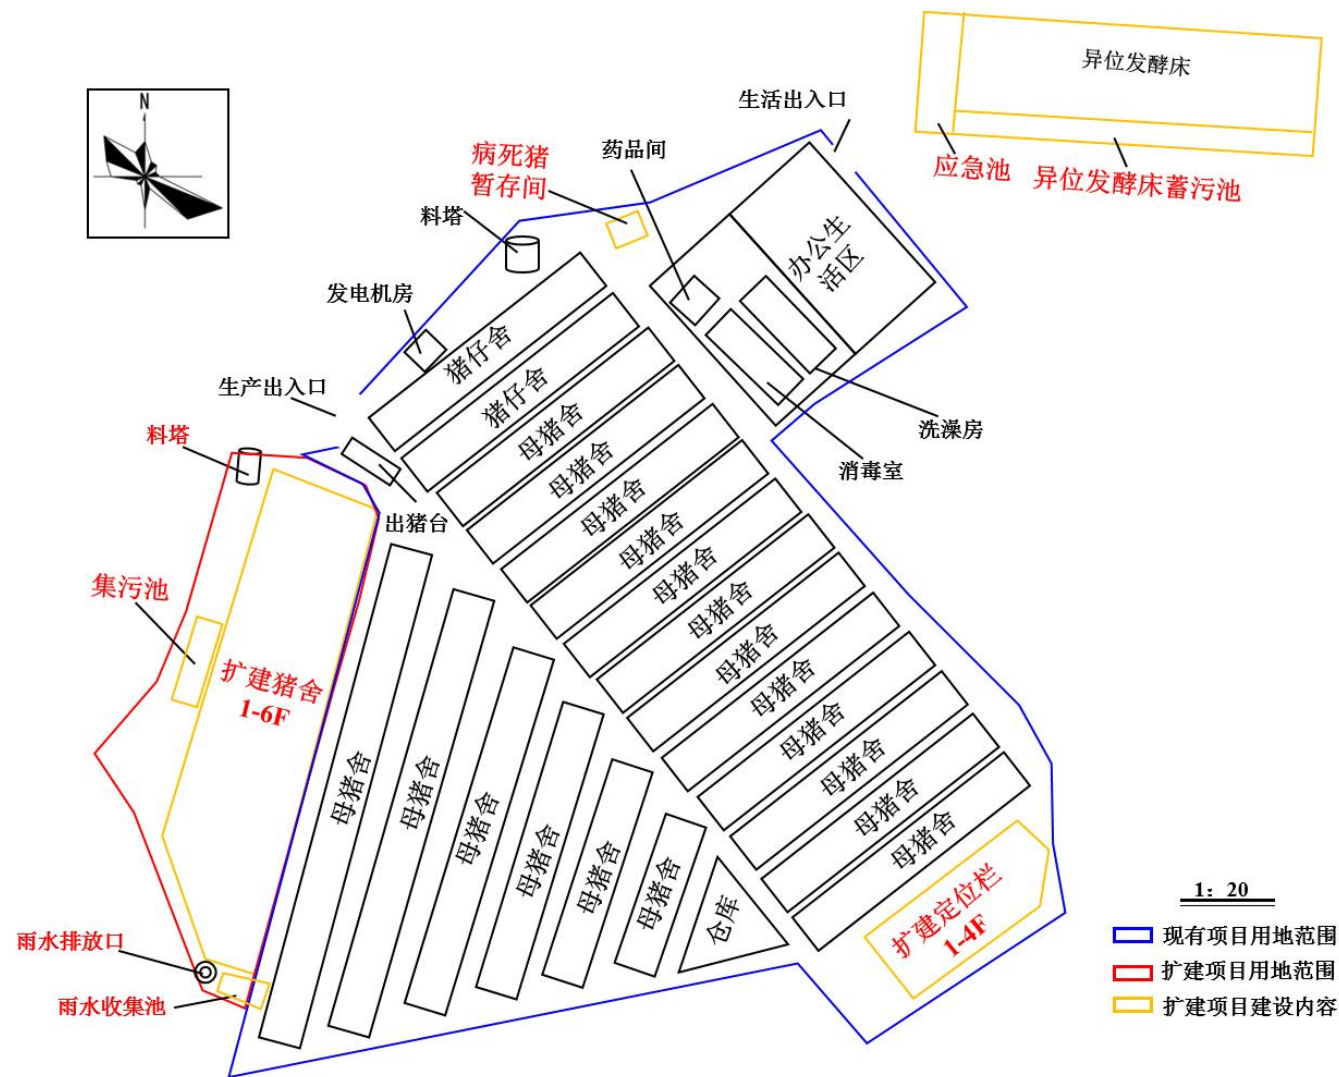 异位发酵床
生活出入口
N
药品间
病死猪
暂存间
应急池
异位发酵床蓄污池
料塔
办公生
活区
发电机房
猪仔舍
生产出入口
猪仔舍
洗澡房
料塔
母猪舍
消毒室
母猪舍
出猪台
母猪舍
母猪舍
集污池
母猪舍
母猪舍
扩建猪舍
1-6F
母猪舍
母猪舍
母猪舍
母猪舍
母猪舍
母猪舍
母猪舍
母猪舍
母猪舍
母猪舍
母猪舍
母猪舍
仓库
扩建定位栏
1-4F
1：20
雨水排放口
现有项目用地范围
扩建项目用地范围
雨水收集池
扩建项目建设内容